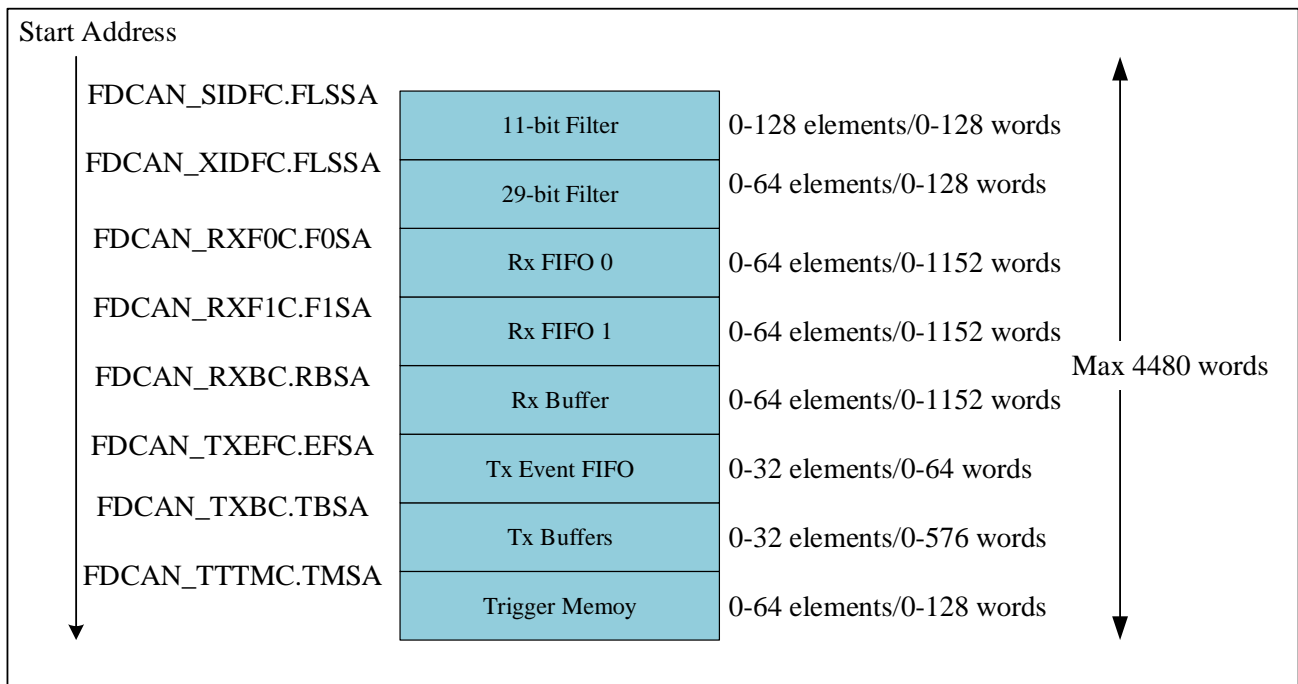 Start Address
FDCAN_SIDFC.FLSSA
11-bit Filter
0-128 elements/0-128 words
FDCAN_XIDFC.FLSSA
29-bit Filter
0-64 elements/0-128 words
FDCAN_RXF0C.F0SA
Rx FIFO 0
0-64 elements/0-1152 words
FDCAN_RXF1C.F1SA
Rx FIFO 1
0-64 elements/0-1152 words
Max 4480 words
FDCAN_RXBC.RBSA
Rx Buffer
0-64 elements/0-1152 words
FDCAN_TXEFC.EFSA
Tx Event FIFO
0-32 elements/0-64 words
FDCAN_TXBC.TBSA
Tx Buffers
0-32 elements/0-576 words
FDCAN_TTTMC.TMSA
Trigger Memoy
0-64 elements/0-128 words